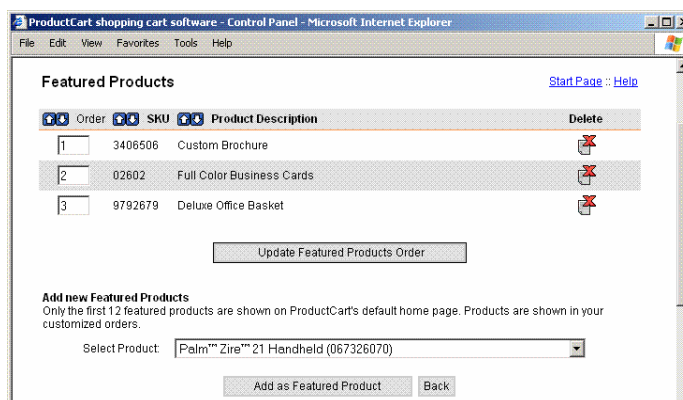 ProductCart shopping cart software - Control Panel - Microsoft Internet Explorer
File Edit View Favorites Tools Help
Featured Products
Start Page :: Help
Order SKU Product Description Delete
1 3406506 Custom Brochure
2 02602 Full Color Business Cards
3 9792679 Deluxe Office Basket
Update Featured Products Order
Add new Featured Products
Only the first 12 featured products are shown on ProductCart's default home page. Products are shown in your
customized orders.
Select Product: Palm™ Zire™ 21 Handheld (067326070)
Add as Featured Product Back